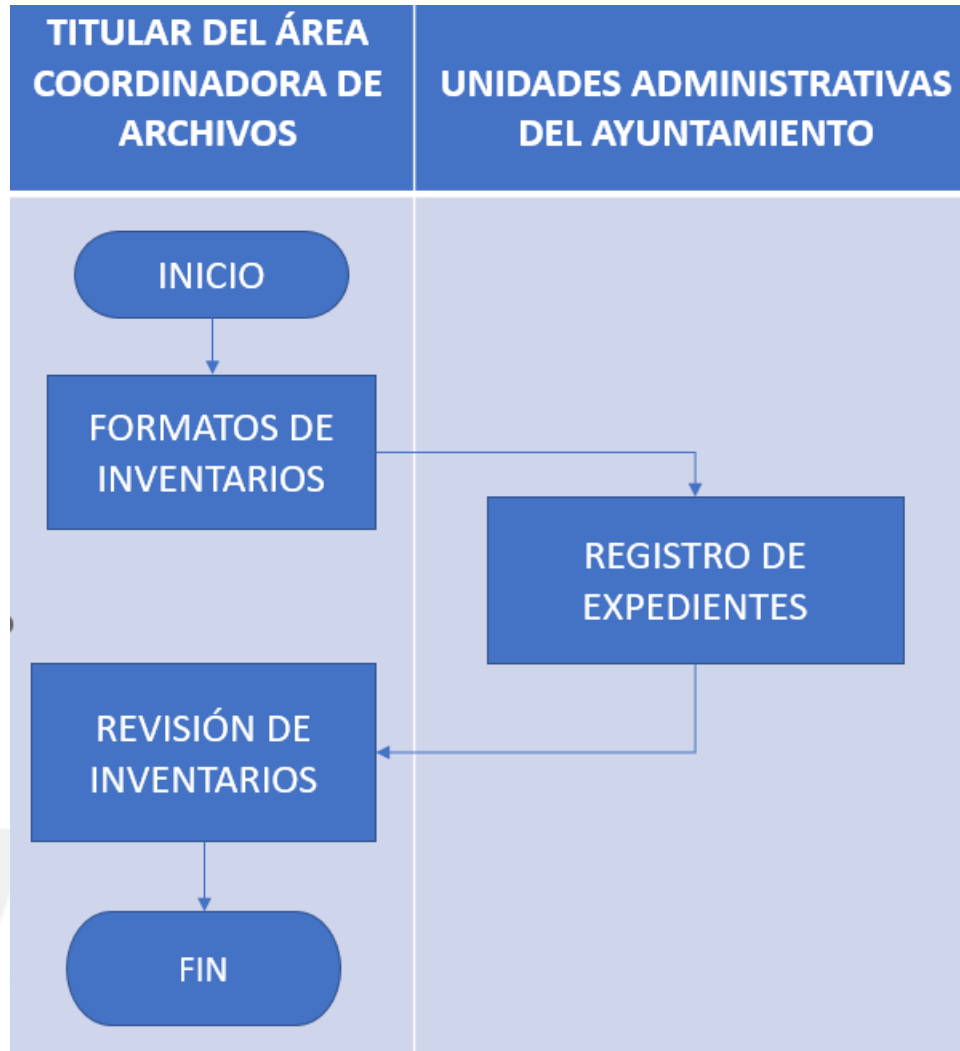 TITULAR DEL ÁREA
COORDINADORA DE
ARCHIVOS
UNIDADES ADMINISTRATIVAS
DEL AYUNTAMIENTO
INICIO
FORMATOS DE
INVENTARIOS
REGISTRO DE
EXPEDIENTES
REVISIÓN DE
INVENTARIOS
FIN